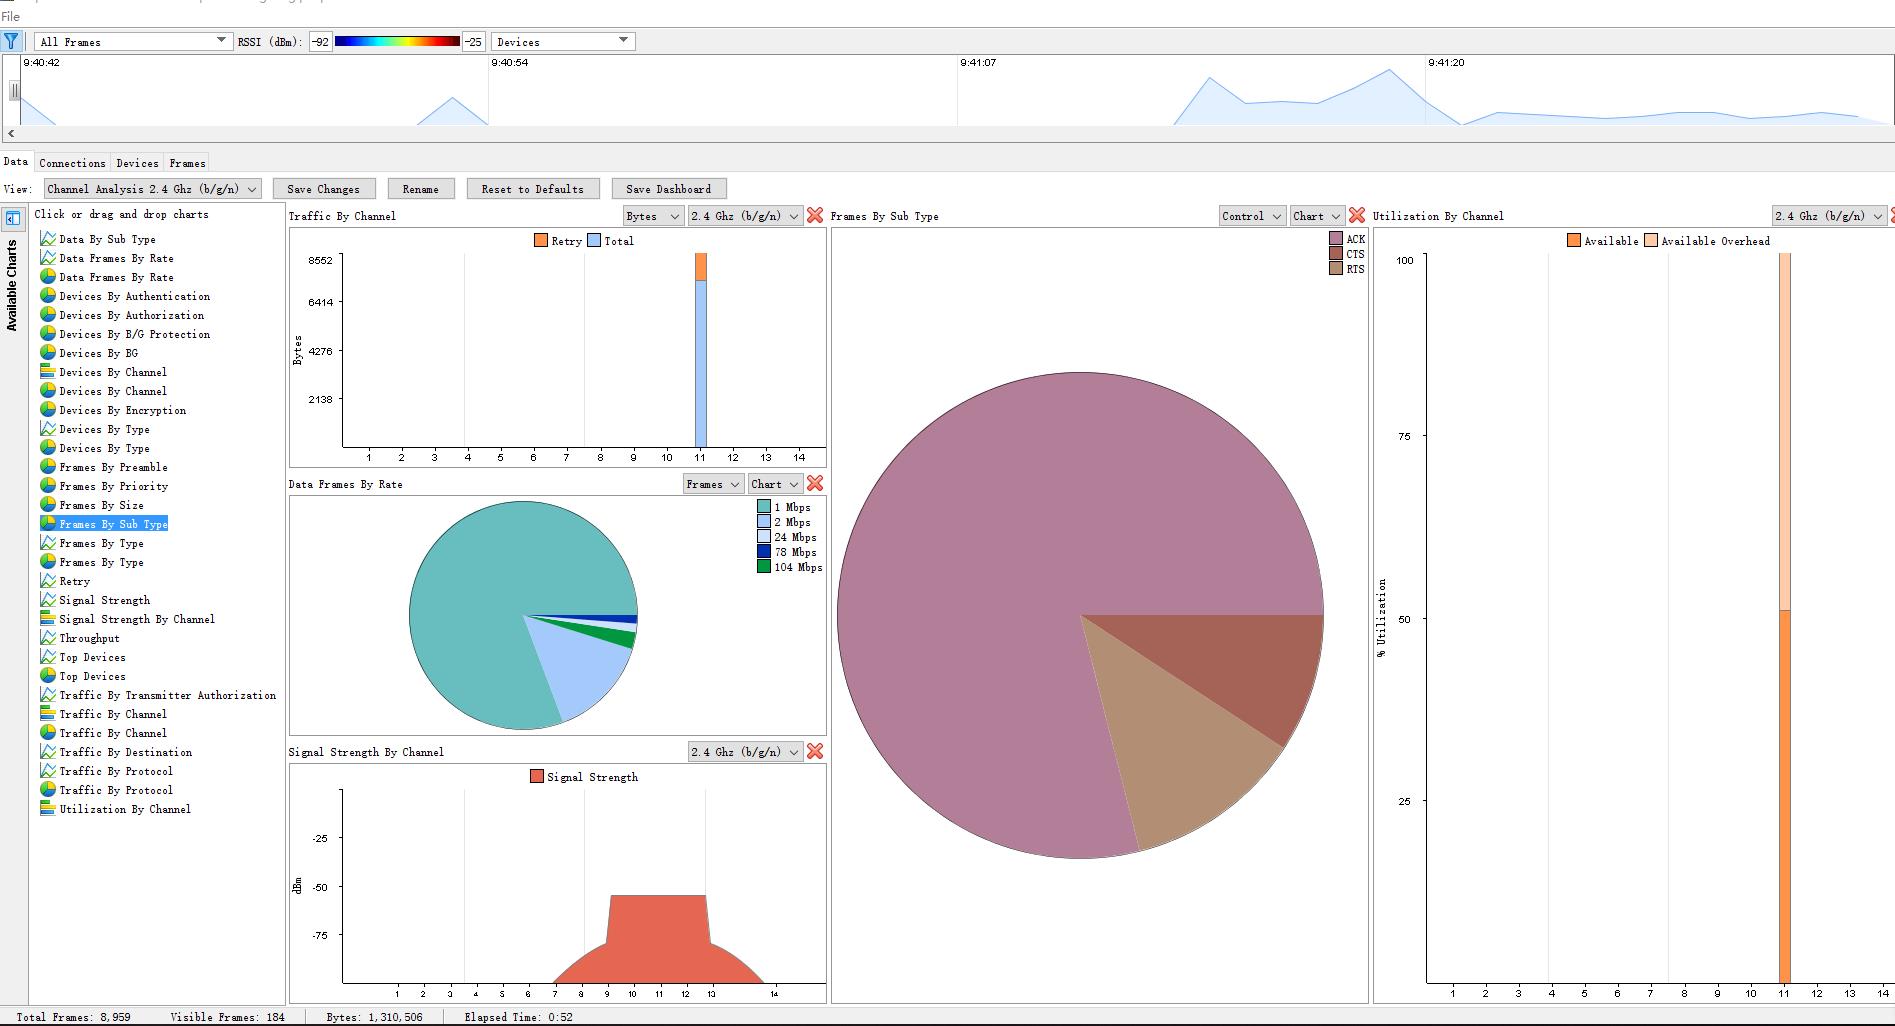 File
All Frames RSSI (dBm): -92 -25 Devices
9:40:42 9:40:54 9:41:07 9:41:20
Data Connections Devices Frames
View: Channel Analysis 2.4 Ghz (b/g/n) Save Changes Rename Reset to Defaults Save Dashboard
Available Charts
Click or drag and drop charts
Data By Sub Type
Data Frames By Rate
Data Frames By Rate
Devices By Authentication
Devices By Authorization
Devices By B/G Protection
Devices By BG
Devices By Channel
Devices By Channel
Devices By Encryption
Devices By Type
Devices By Type
Frames By Preamble
Frames By Priority
Frames By Size
Frames By Sub Type
Frames By Type
Frames By Type
Retry
Signal Strength
Signal Strength By Channel
Throughput
Top Devices
Top Devices
Traffic By Transmitter Authorization
Traffic By Channel
Traffic By Channel
Traffic By Destination
Traffic By Protocol
Traffic By Protocol
Utilization By Channel
Traffic By Channel Bytes 2.4 Ghz (b/g/n)
Retry Total
8552
6414
4276
2138
Bytes
1 2 3 4 5 6 7 8 9 10 11 12 13 14
Data Frames By Rate Frames Chart
1 Mbps
2 Mbps
24 Mbps
78 Mbps
104 Mbps
Signal Strength By Channel 2.4 Ghz (b/g/n)
Signal Strength
-25
-50
-75
dBm
1 2 3 4 5 6 7 8 9 10 11 12 13 14
Frames By Sub Type Control Chart
ACK
CTS
RTS
Utilization By Channel 2.4 Ghz (b/g/n)
Available Available Overhead
100
75
50
25
% Utilization
1 2 3 4 5 6 7 8 9 10 11 12 13 14
Total Frames: 8,959 Visible Frames: 184 Bytes: 1,310,506 Elapsed Time: 0:52